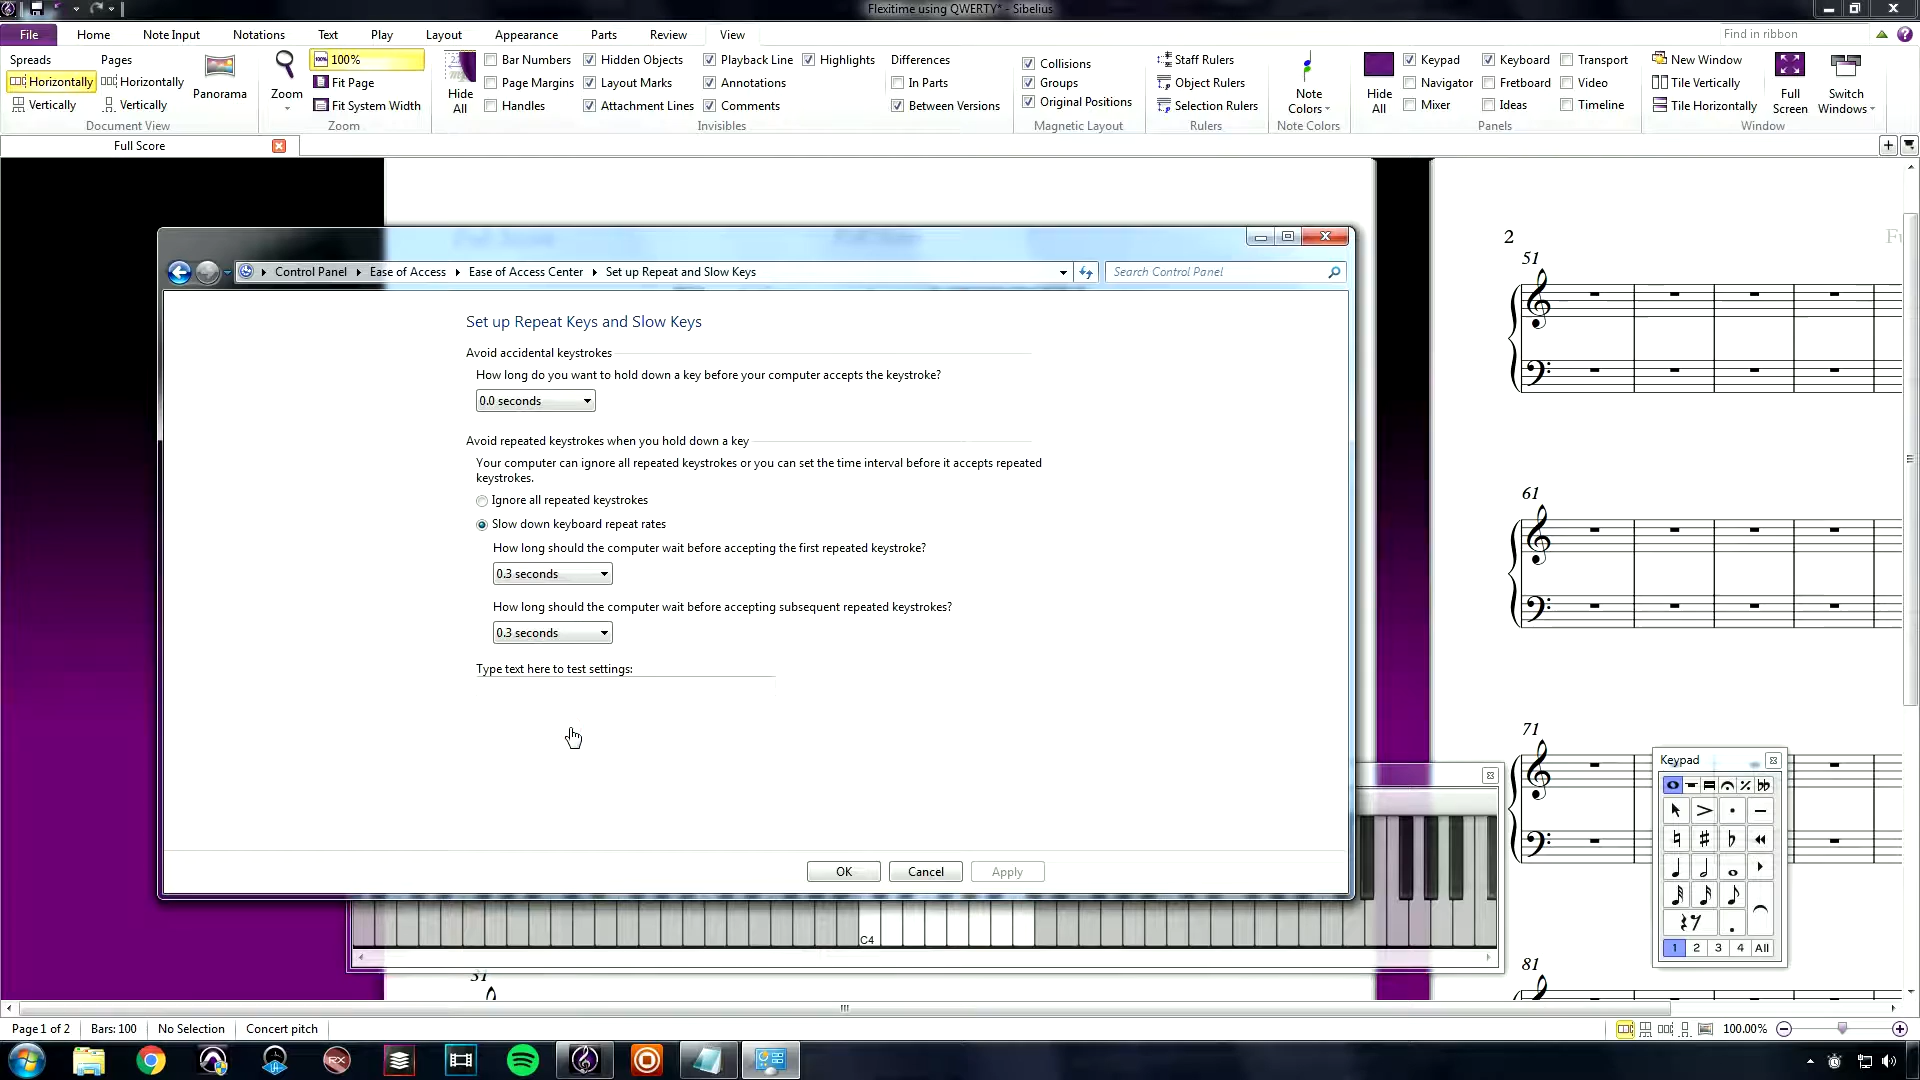 Flexitime using QWERTY* - Sibelius
File Home Note Input Notations Text Play Layout Appearance Parts Review View Find in ribbon
Spreads Pages
Horizontally Horizontally
Vertically Vertically
Panorama
Document View
Zoom
100%
Fit Page
Fit System Width
Zoom
Hide All
Bar Numbers Hidden Objects Playback Line Highlights
Page Margins Layout Marks Annotations
Handles Attachment Lines Comments
Invisibles
Differences
In Parts
Between Versions
Collisions
Groups
Original Positions
Magnetic Layout
Staff Rulers
Object Rulers
Selection Rulers
Rulers
Note Colors
Note Colors
Hide All
Keypad Keyboard Transport
Navigator Fretboard Video
Mixer Ideas Timeline
Panels
New Window
Tile Vertically
Tile Horizontally
Full Screen
Switch Windows
Window
Full Score
Control Panel Ease of Access Ease of Access Center Set up Repeat and Slow Keys
Search Control Panel
Set up Repeat Keys and Slow Keys
Avoid accidental keystrokes
How long do you want to hold down a key before your computer accepts the keystroke?
0.0 seconds
Avoid repeated keystrokes when you hold down a key
Your computer can ignore all repeated keystrokes or you can set the time interval before it accepts repeated
keystrokes.
Ignore all repeated keystrokes
Slow down keyboard repeat rates
How long should the computer wait before accepting the first repeated keystroke?
0.3 seconds
How long should the computer wait before accepting subsequent repeated keystrokes?
0.3 seconds
Type text here to test settings:
OK Cancel Apply
2
51
61
71
81
31
C4
Keypad
1 2 3 4 All
Page 1 of 2 Bars: 100 No Selection Concert pitch
100.00%
RX